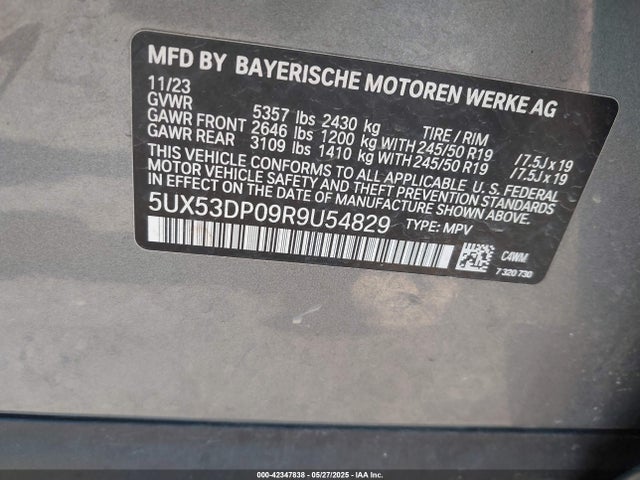 MFD BY BAYERISCHE MOTOREN WERKE AG
11/23
GVWR 5357 lbs 2430 kg TIRE / RIM
GAWR FRONT 2646 lbs 1200 kg WITH 245/50 R19 / 7.5J x 19
GAWR REAR 3109 lbs 1410 kg WITH 245/50 R19 / 7.5J x 19
THIS VEHICLE CONFORMS TO ALL APPLICABLE U.S. FEDERAL
MOTOR VEHICLE SAFETY AND THEFT PREVENTION STANDARDS
IN EFFECT ON THE DATE OF MANUFACTURE SHOWN ABOVE.
5UX53DP09R9U54829 TYPE: MPV
C4WM
7 320 730
000-42347838 - 05/27/2025 - IAA Inc.